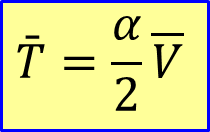 T̄ = α/2 V̄